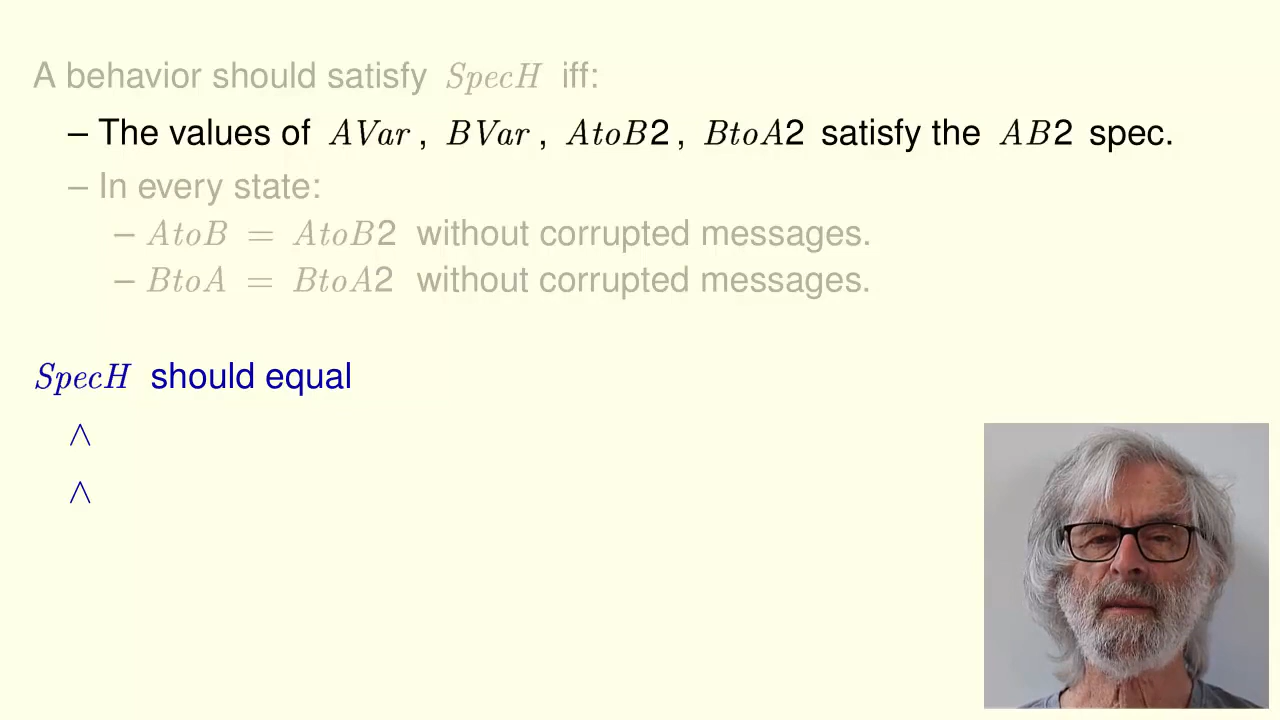 A behavior should satisfy SpecH iff:
– The values of AVar, BVar, AtoB2, BtoA2 satisfy the AB2 spec.
– In every state:
– AtoB = AtoB2 without corrupted messages.
– BtoA = BtoA2 without corrupted messages.
SpecH should equal
∧
∧